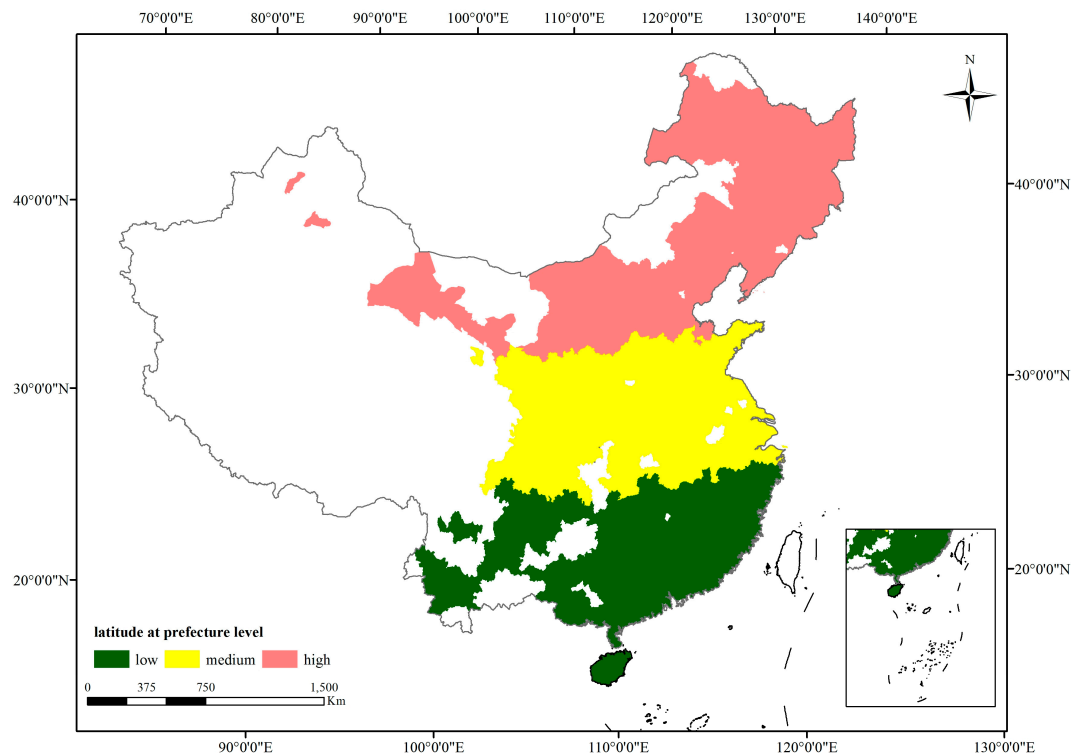 70°0'0"E 80°0'0"E 90°0'0"E 100°0'0"E 110°0'0"E 120°0'0"E 130°0'0"E 140°0'0"E
N
40°0'0"N 40°0'0"N
30°0'0"N 30°0'0"N
20°0'0"N 20°0'0"N
latitude at prefecture level
low medium high
0 375 750 1,500
Km
90°0'0"E 100°0'0"E 110°0'0"E 120°0'0"E 130°0'0"E